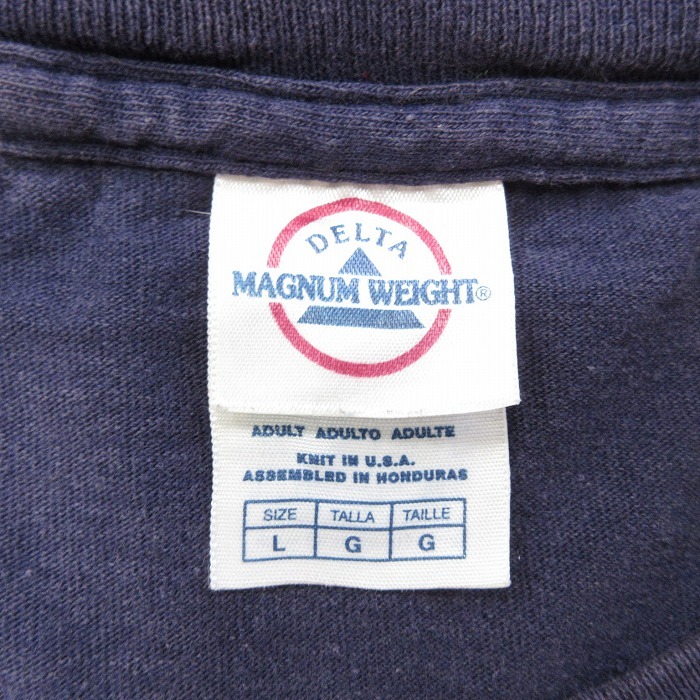 DELTA
MAGNUM WEIGHT®
ADULT ADULTO ADULTE
KNIT IN U.S.A.
ASSEMBLED IN HONDURAS
SIZE TALLA TAILLE
L G G